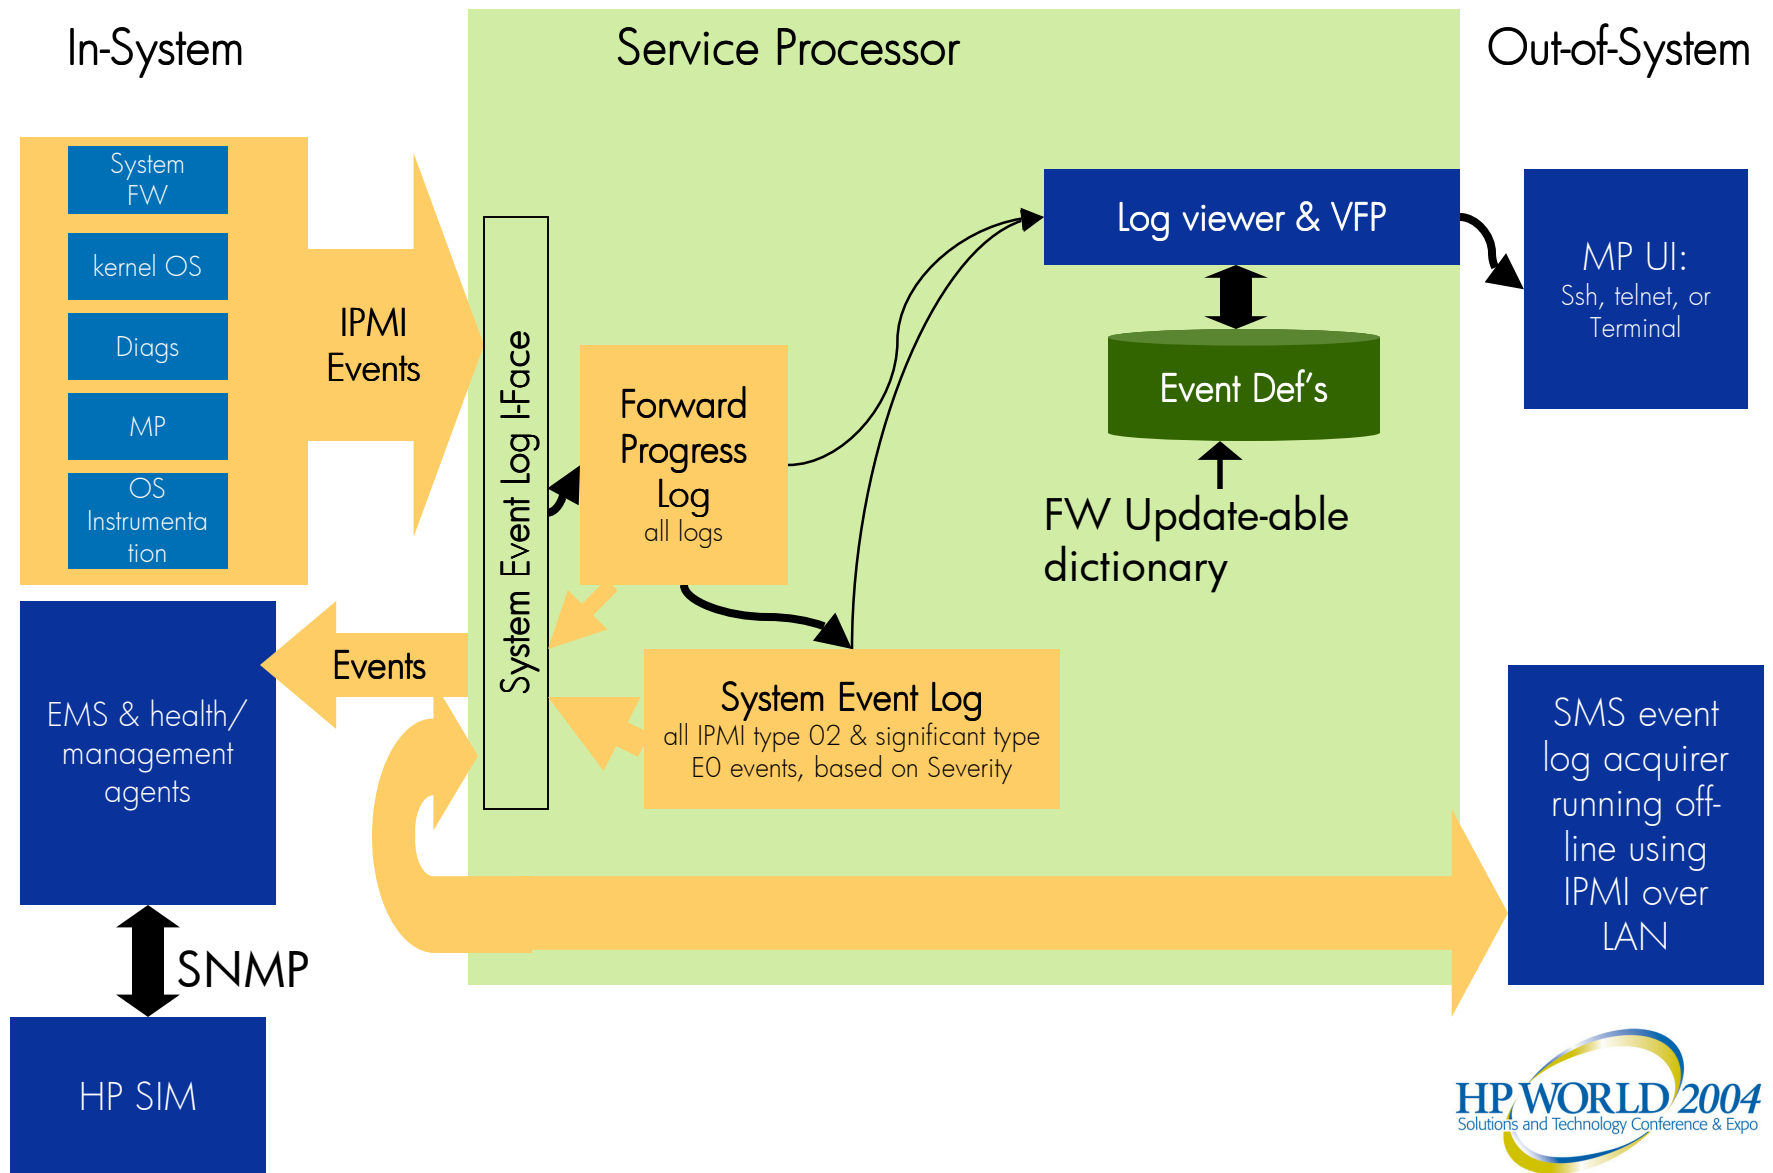 In-System
Service Processor
Out-of-System
System
FW
kernel OS
Diags
MP
OS
Instrumenta
tion
IPMI
Events
System Event Log I-Face
Forward
Progress
Log
all logs
Log viewer & VFP
Event Def's
FW Update-able
dictionary
MP UI:
Ssh, telnet, or
Terminal
Events
System Event Log
all IPMI type 02 & significant type
E0 events, based on Severity
EMS & health/
management
agents
SNMP
HP SIM
SMS event
log acquirer
running off-
line using
IPMI over
LAN
HP WORLD 2004
Solutions and Technology Conference & Expo